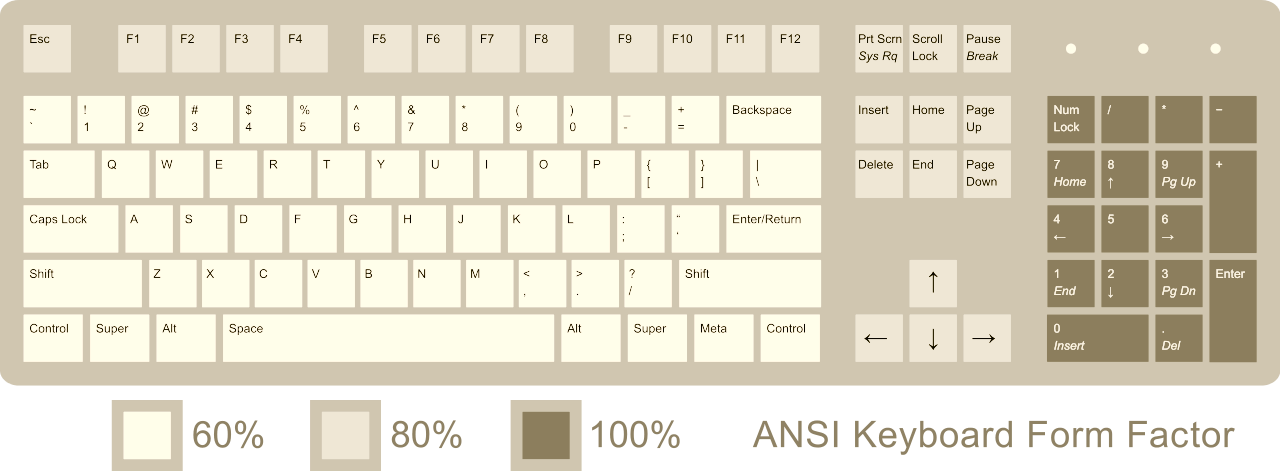 Esc F1 F2 F3 F4 F5 F6 F7 F8 F9 F10 F11 F12 Prt Scrn Scroll Pause
Sys Rq Lock Break
~ ! @ # $ % ^ & * ( ) _ + Backspace Insert Home Page Num / * −
` 1 2 3 4 5 6 7 8 9 0 - = Up Lock
Tab Q W E R T Y U I O P { } | Delete End Page 7 8 9 +
[ ] \ Down Home ↑ Pg Up
Caps Lock A S D F G H J K L : “ Enter/Return 4 5 6
; ' ← →
Shift Z X C V B N M < > ? Shift ↑ 1 2 3 Enter
, . / End ↓ Pg Dn
Control Super Alt Space Alt Super Meta Control ← ↓ → 0 .
Insert Del
60% 80% 100% ANSI Keyboard Form Factor